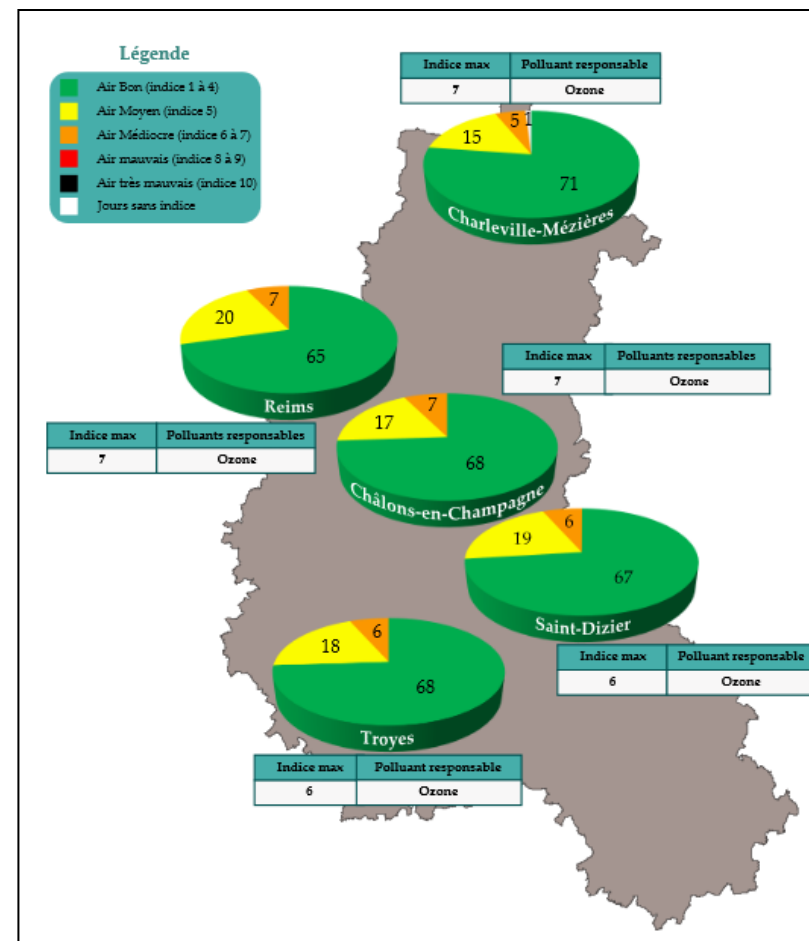 Légende
Air Bon (indice 1 à 4)
Air Moyen (indice 5)
Air Médiocre (indice 6 à 7)
Air mauvais (indice 8 à 9)
Air très mauvais (indice 10)
Jours sans indice
Indice max Polluant responsable
7 Ozone
15 5 1
71
Charleville-Mézières
20 7
65
Reims
Indice max Polluants responsables
7 Ozone
Indice max Polluants responsables
7 Ozone
17 7
68
Châlons-en-Champagne
19 6
67
Saint-Dizier
Indice max Polluant responsable
6 Ozone
18 6
68
Troyes
Indice max Polluant responsable
6 Ozone